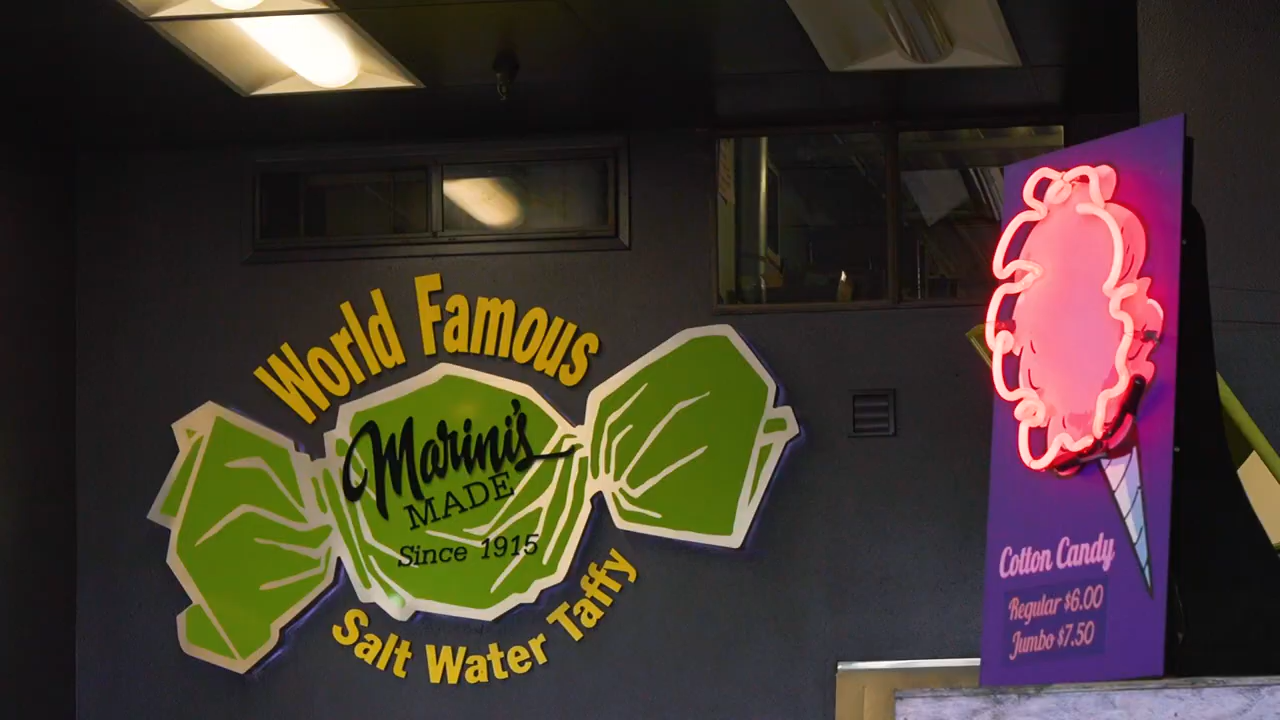 World Famous
Marini's
MADE
Since 1915
Salt Water Taffy
Cotton Candy
Regular $6.00
Jumbo $7.50